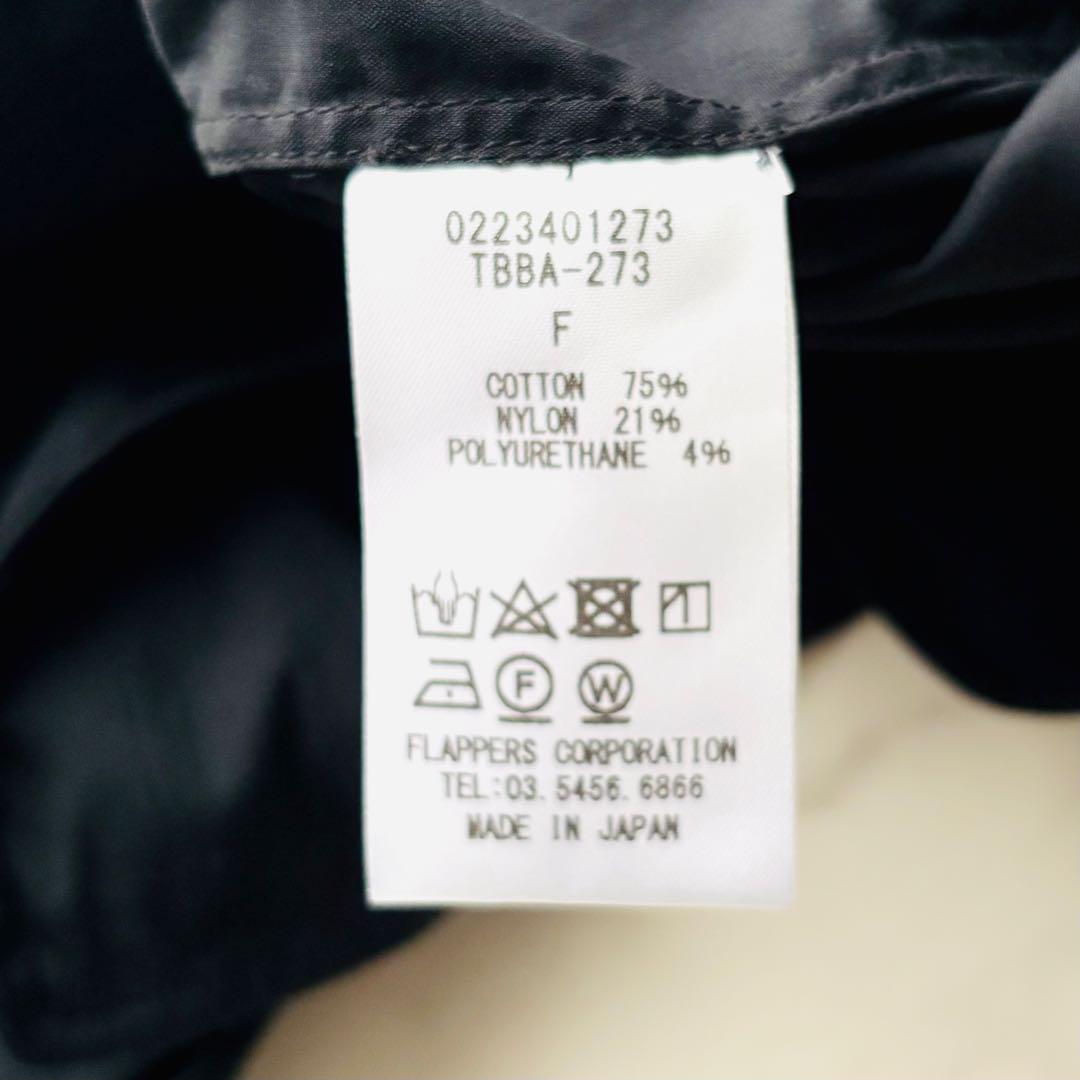 0223401273
TBBA-273
F
COTTON 75%
NYLON 21%
POLYURETHANE 4%
F W
FLAPPERS CORPORATION
TEL:03. 5456. 6866
MADE IN JAPAN